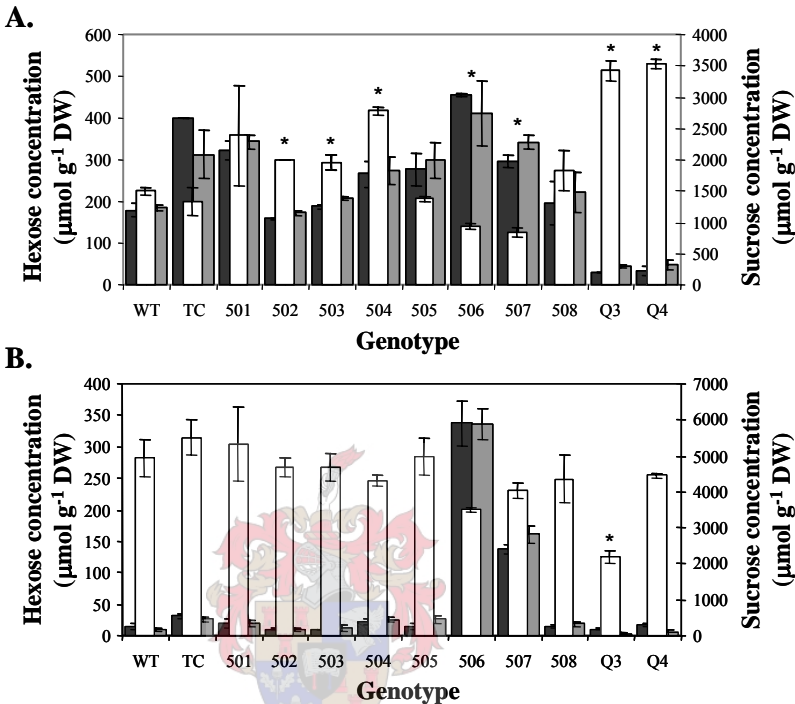 A.
Hexose concentration
(μmol g-1 DW)
600
500
400
300
200
100
0
4000
3500
3000
2500
2000
1500
1000
500
0
Sucrose concentration
(μmol g-1 DW)
* * * * * * *
WT TC 501 502 503 504 505 506 507 508 Q3 Q4
Genotype
B.
Hexose concentration
(μmol g-1 DW)
400
350
300
250
200
150
100
50
0
7000
6000
5000
4000
3000
2000
1000
0
Sucrose concentration
(μmol g-1 DW)
*
WT TC 501 502 503 504 505 506 507 508 Q3 Q4
Genotype